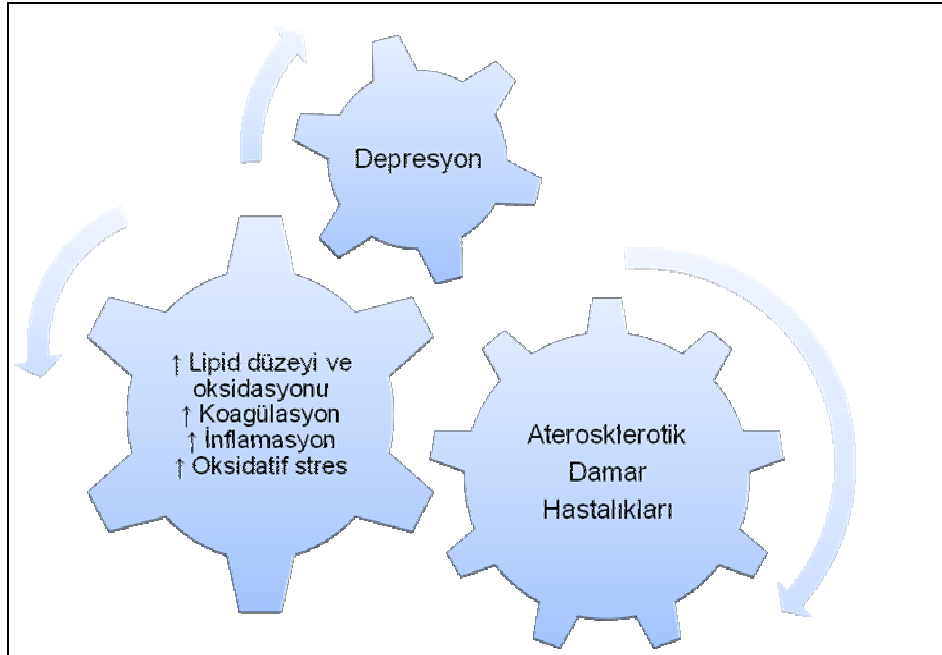 Depresyon
↑ Lipid düzeyi ve
oksidasyonu
↑ Koagülasyon
↑ İnflamasyon
↑ Oksidatif stres
Aterosklerotik
Damar
Hastalıkları